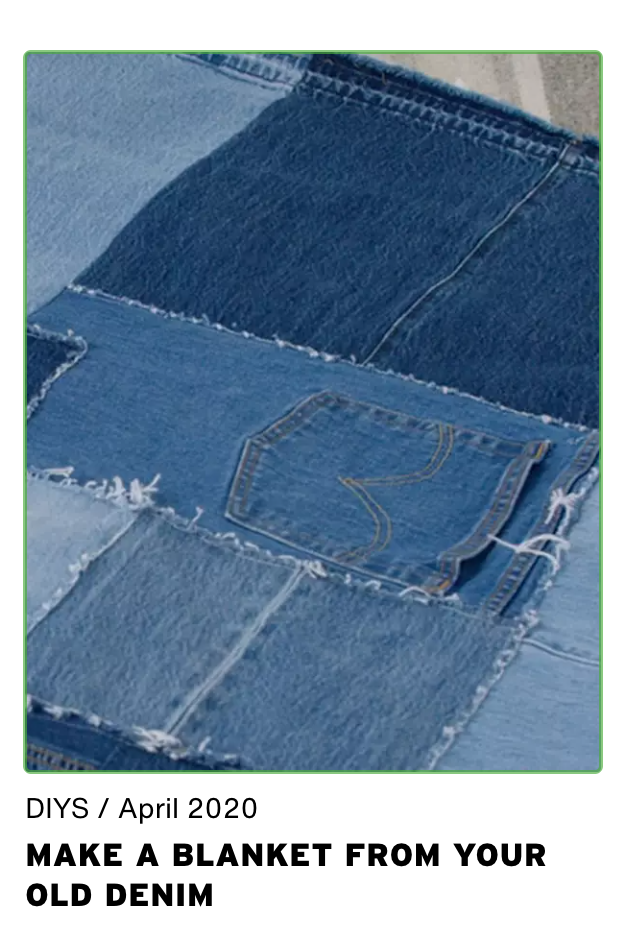 DIYS / April 2020
MAKE A BLANKET FROM YOUR
OLD DENIM